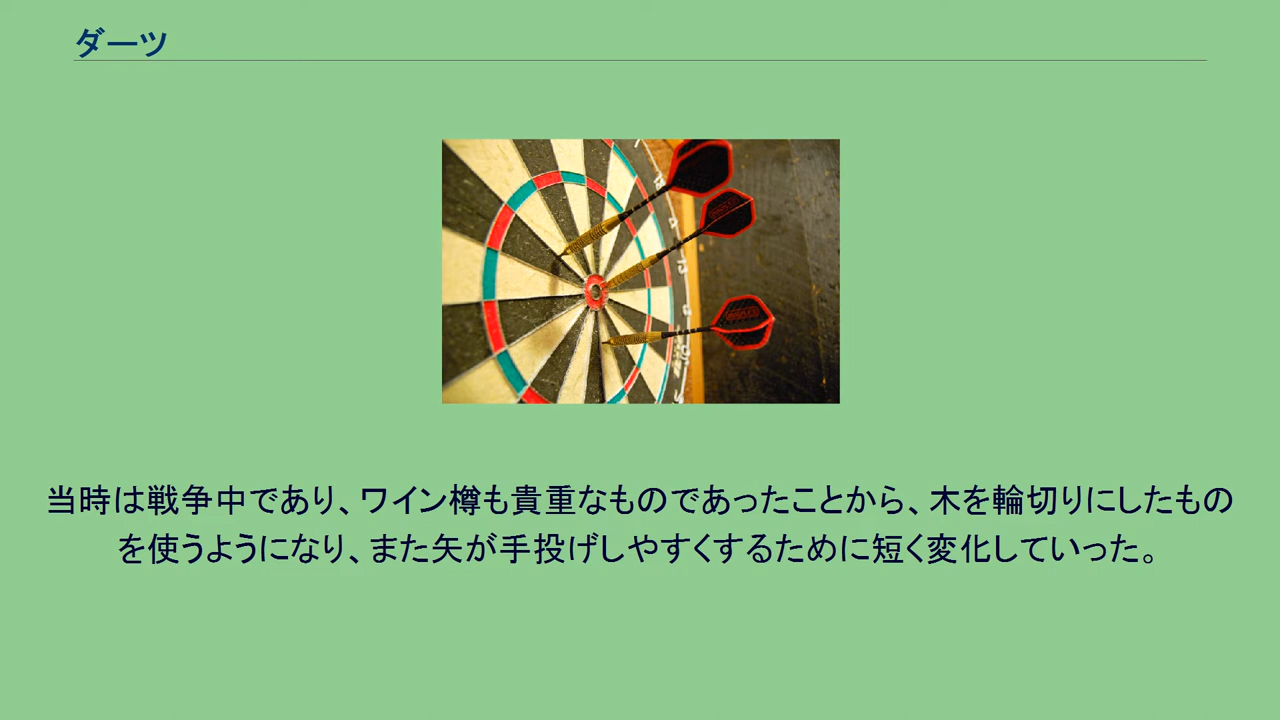 ダーツ
当時は戦争中であり、ワイン樽も貴重なものであったことから、木を輪切りにしたもの
を使うようになり、また矢が手投げしやすくするために短く変化していった。